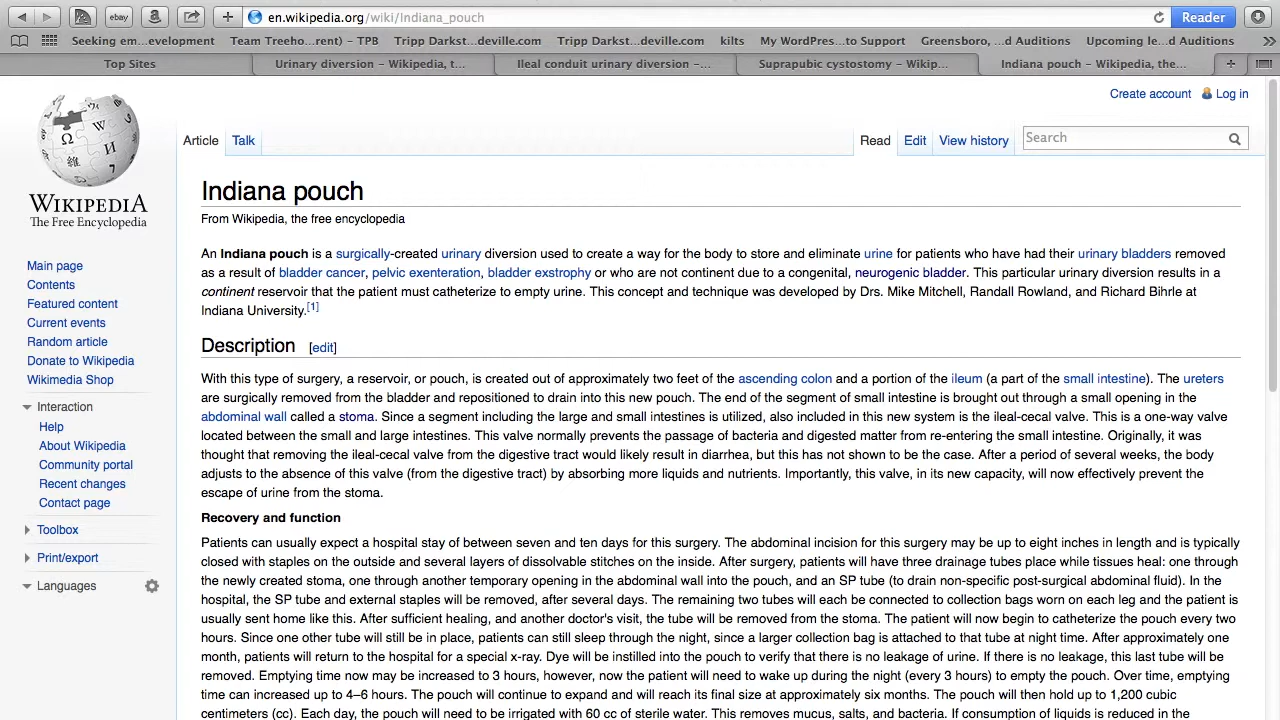 ebay
en.wikipedia.org/wiki/Indiana_pouch
Reader
Seeking em...evelopment Team Treeho...rent) – TPB Tripp Darkst...deville.com Tripp Darkst...deville.com kilts My WordPres...to Support Greensboro, ...d Auditions Upcoming le...d Auditions
Top Sites Urinary diversion – Wikipedia, t... Ileal conduit urinary diversion –... Suprapubic cystostomy – Wikip... Indiana pouch – Wikipedia, the...
Create account Log in
Article Talk Read Edit View history Search
WIKIPEDIA
The Free Encyclopedia
Main page
Contents
Featured content
Current events
Random article
Donate to Wikipedia
Wikimedia Shop
Interaction
Help
About Wikipedia
Community portal
Recent changes
Contact page
Toolbox
Print/export
Languages
Indiana pouch
From Wikipedia, the free encyclopedia
An Indiana pouch is a surgically-created urinary diversion used to create a way for the body to store and eliminate urine for patients who have had their urinary bladders removed
as a result of bladder cancer, pelvic exenteration, bladder exstrophy or who are not continent due to a congenital, neurogenic bladder. This particular urinary diversion results in a
continent reservoir that the patient must catheterize to empty urine. This concept and technique was developed by Drs. Mike Mitchell, Randall Rowland, and Richard Bihrle at
Indiana University.[1]
Description [edit]
With this type of surgery, a reservoir, or pouch, is created out of approximately two feet of the ascending colon and a portion of the ileum (a part of the small intestine). The ureters
are surgically removed from the bladder and repositioned to drain into this new pouch. The end of the segment of small intestine is brought out through a small opening in the
abdominal wall called a stoma. Since a segment including the large and small intestines is utilized, also included in this new system is the ileal-cecal valve. This is a one-way valve
located between the small and large intestines. This valve normally prevents the passage of bacteria and digested matter from re-entering the small intestine. Originally, it was
thought that removing the ileal-cecal valve from the digestive tract would likely result in diarrhea, but this has not shown to be the case. After a period of several weeks, the body
adjusts to the absence of this valve (from the digestive tract) by absorbing more liquids and nutrients. Importantly, this valve, in its new capacity, will now effectively prevent the
escape of urine from the stoma.
Recovery and function
Patients can usually expect a hospital stay of between seven and ten days for this surgery. The abdominal incision for this surgery may be up to eight inches in length and is typically
closed with staples on the outside and several layers of dissolvable stitches on the inside. After surgery, patients will have three drainage tubes place while tissues heal: one through
the newly created stoma, one through another temporary opening in the abdominal wall into the pouch, and an SP tube (to drain non-specific post-surgical abdominal fluid). In the
hospital, the SP tube and external staples will be removed, after several days. The remaining two tubes will each be connected to collection bags worn on each leg and the patient is
usually sent home like this. After sufficient healing, and another doctor's visit, the tube will be removed from the stoma. The patient will now begin to catheterize the pouch every two
hours. Since one other tube will still be in place, patients can still sleep through the night, since a larger collection bag is attached to that tube at night time. After approximately one
month, patients will return to the hospital for a special x-ray. Dye will be instilled into the pouch to verify that there is no leakage of urine. If there is no leakage, this last tube will be
removed. Emptying time now may be increased to 3 hours, however, now the patient will need to wake up during the night (every 3 hours) to empty the pouch. Over time, emptying
time can increased up to 4–6 hours. The pouch will continue to expand and will reach its final size at approximately six months. The pouch will then hold up to 1,200 cubic
centimeters (cc). Each day, the pouch will need to be irrigated with 60 cc of sterile water. This removes mucus, salts, and bacteria. If consumption of liquids is reduced in the